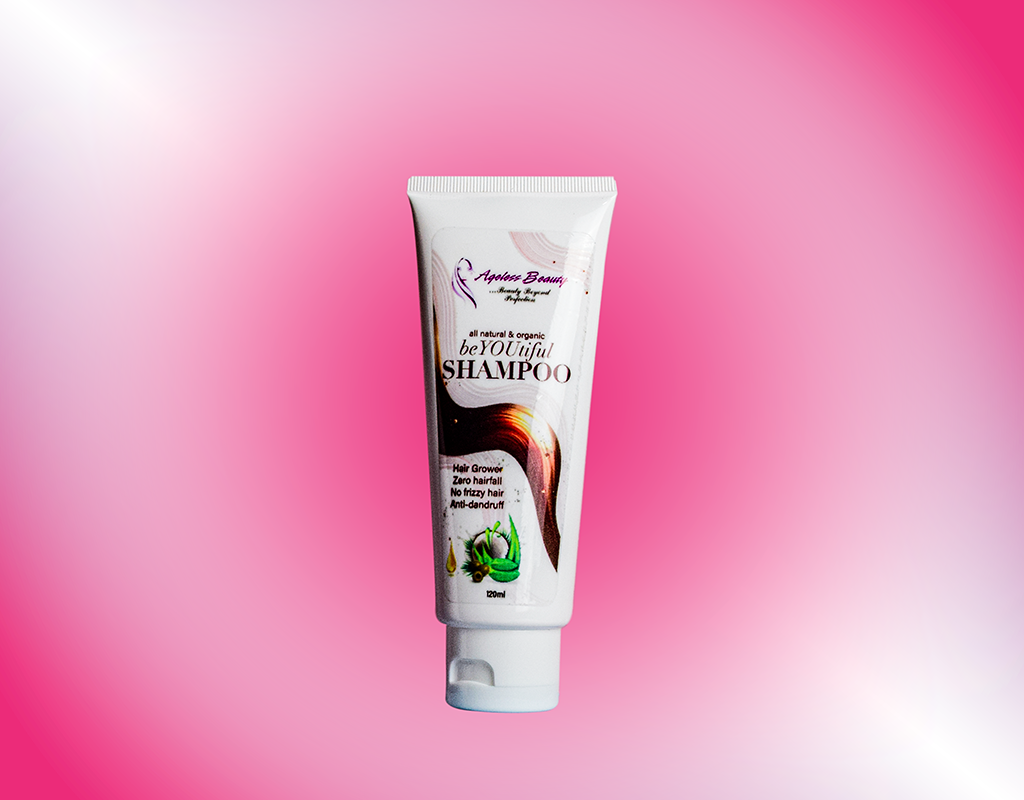 Ageless Beauty
...Beauty Beyond
Perfection
all natural & organic
beYOUtiful
SHAMPOO
Hair Grower
Zero hairfall
No frizzy hair
Anti-dandruff
120ml